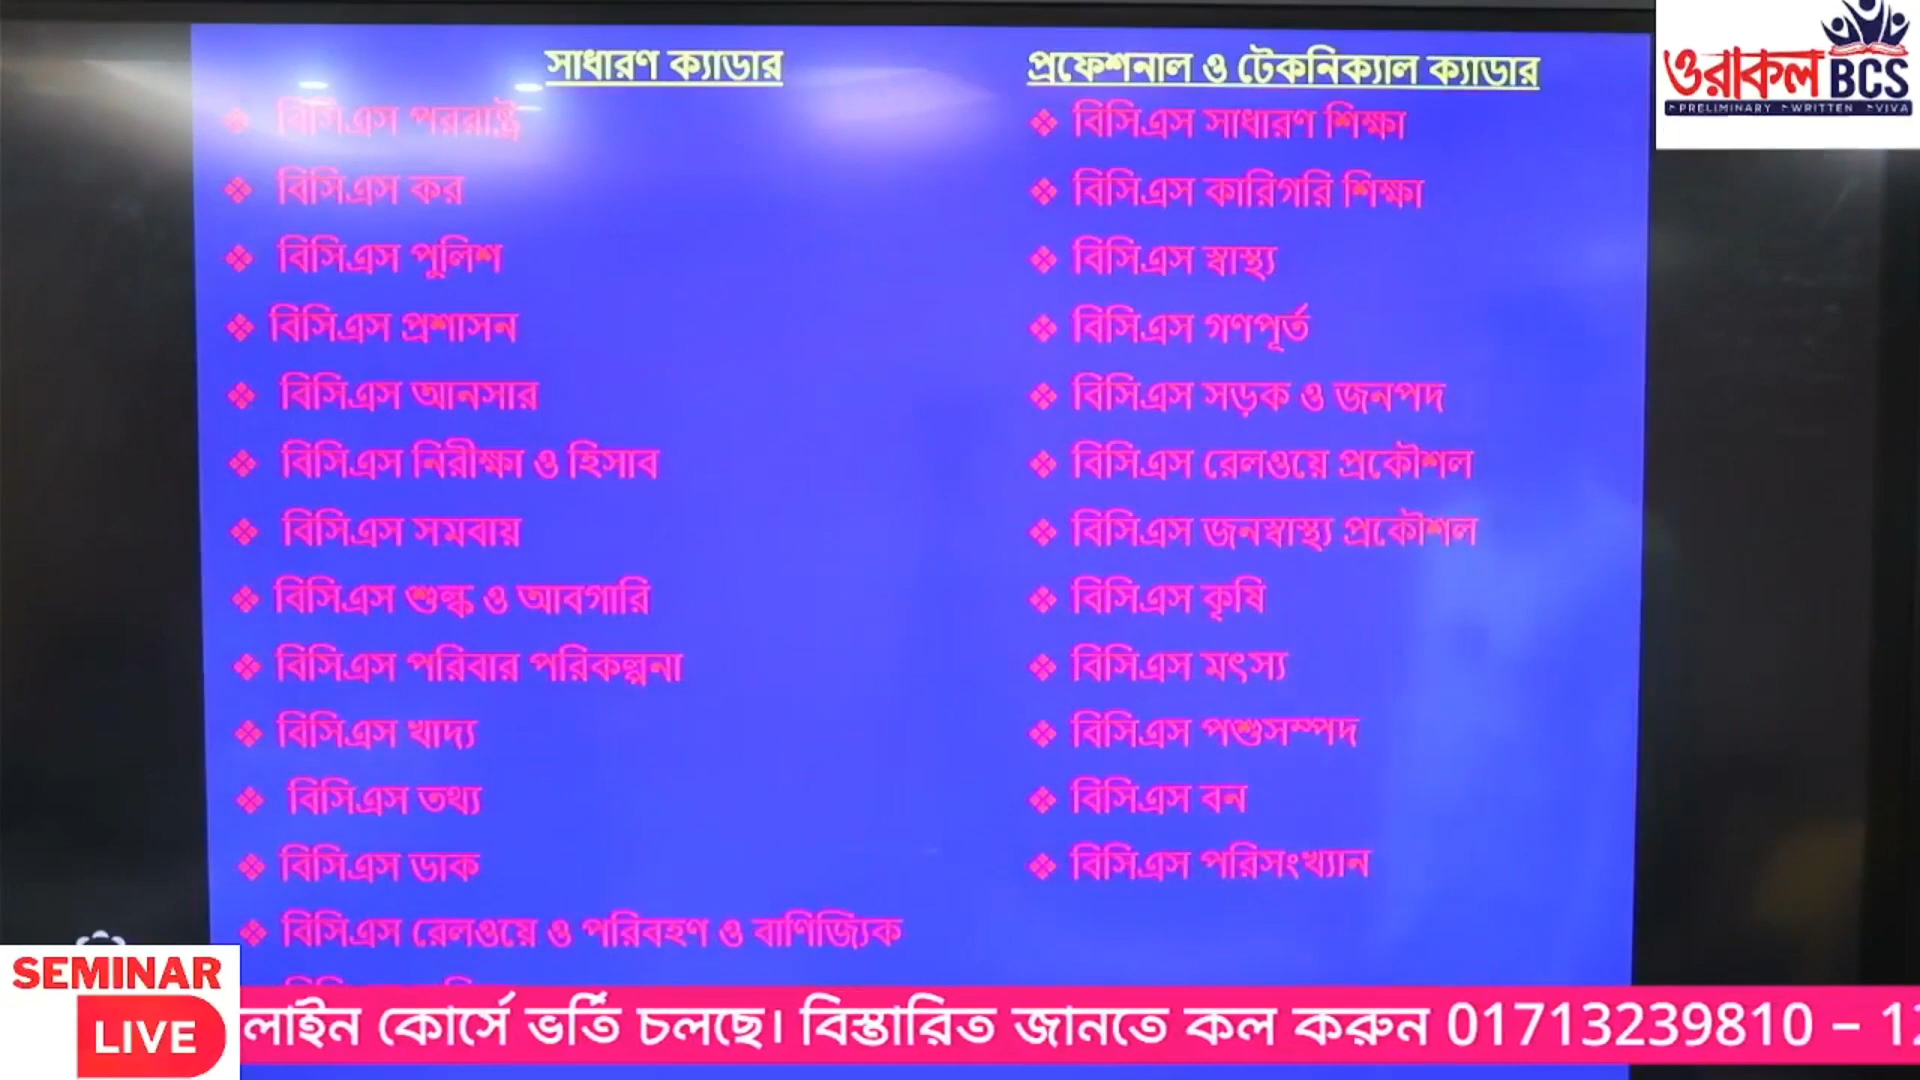 সাধারণ ক্যাডার
বিসিএস পররাষ্ট্র
বিসিএস কর
বিসিএস পুলিশ
বিসিএস প্রশাসন
বিসিএস আনসার
বিসিএস নিরীক্ষা ও হিসাব
বিসিএস সমবায়
বিসিএস শুল্ক ও আবগারি
বিসিএস পরিবার পরিকল্পনা
বিসিএস খাদ্য
বিসিএস তথ্য
বিসিএস ডাক
বিসিএস রেলওয়ে ও পরিবহণ ও বাণিজ্যিক
প্রফেশনাল ও টেকনিক্যাল ক্যাডার
বিসিএস সাধারণ শিক্ষা
বিসিএস কারিগরি শিক্ষা
বিসিএস স্বাস্থ্য
বিসিএস গণপূর্ত
বিসিএস সড়ক ও জনপদ
বিসিএস রেলওয়ে প্রকৌশল
বিসিএস জনস্বাস্থ্য প্রকৌশল
বিসিএস কৃষি
বিসিএস মৎস্য
বিসিএস পশুসম্পদ
বিসিএস বন
বিসিএস পরিসংখ্যান
ওরাকল BCS
PRELIMINARY WRITTEN VIVA
SEMINAR
LIVE
লাইন কোর্সে ভর্তি চলছে। বিস্তারিত জানতে কল করুন 01713239810 – 12